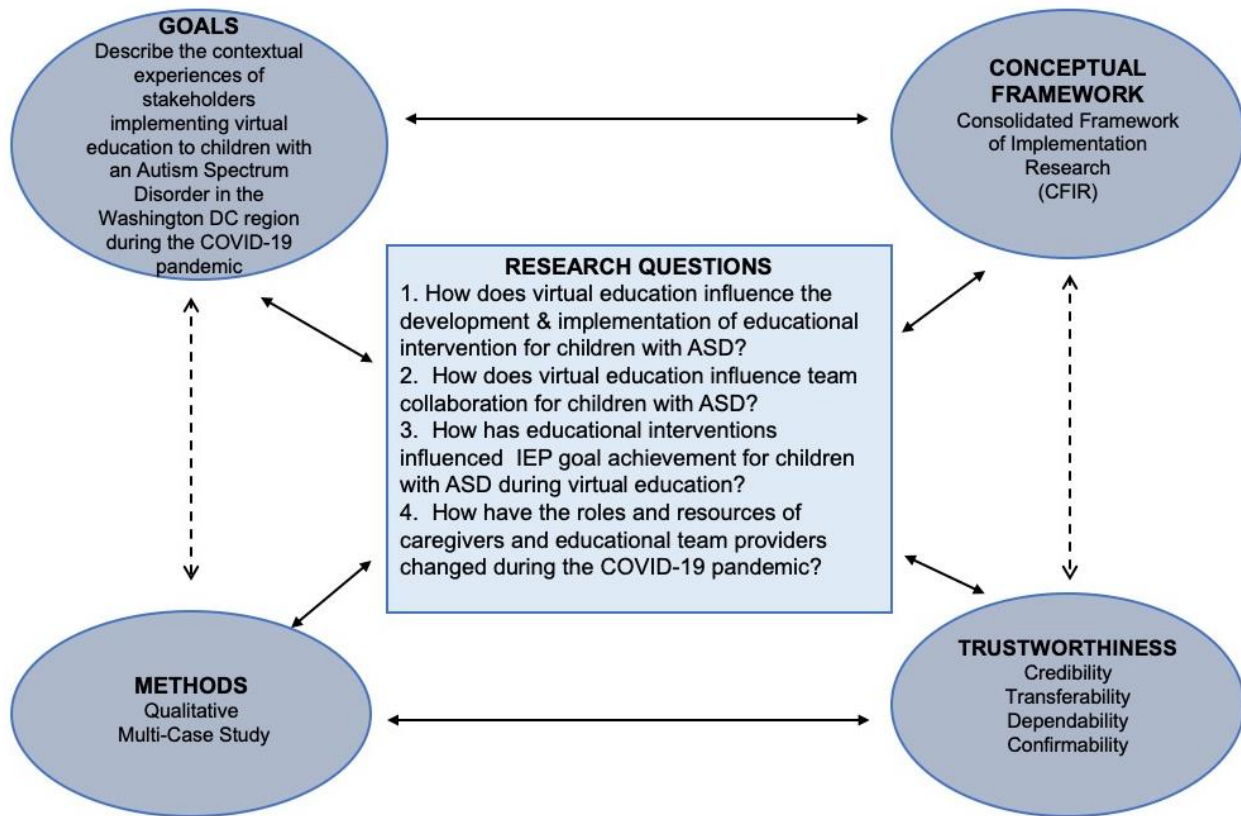 GOALS
Describe the contextual
experiences of
stakeholders
implementing virtual
education to children with
an Autism Spectrum
Disorder in the
Washington DC region
during the COVID-19
pandemic
CONCEPTUAL
FRAMEWORK
Consolidated Framework
of Implementation
Research
(CFIR)
RESEARCH QUESTIONS
1. How does virtual education influence the
development & implementation of educational
intervention for children with ASD?
2. How does virtual education influence team
collaboration for children with ASD?
3. How has educational interventions
influenced IEP goal achievement for children
with ASD during virtual education?
4. How have the roles and resources of
caregivers and educational team providers
changed during the COVID-19 pandemic?
METHODS
Qualitative
Multi-Case Study
TRUSTWORTHINESS
Credibility
Transferability
Dependability
Confirmability